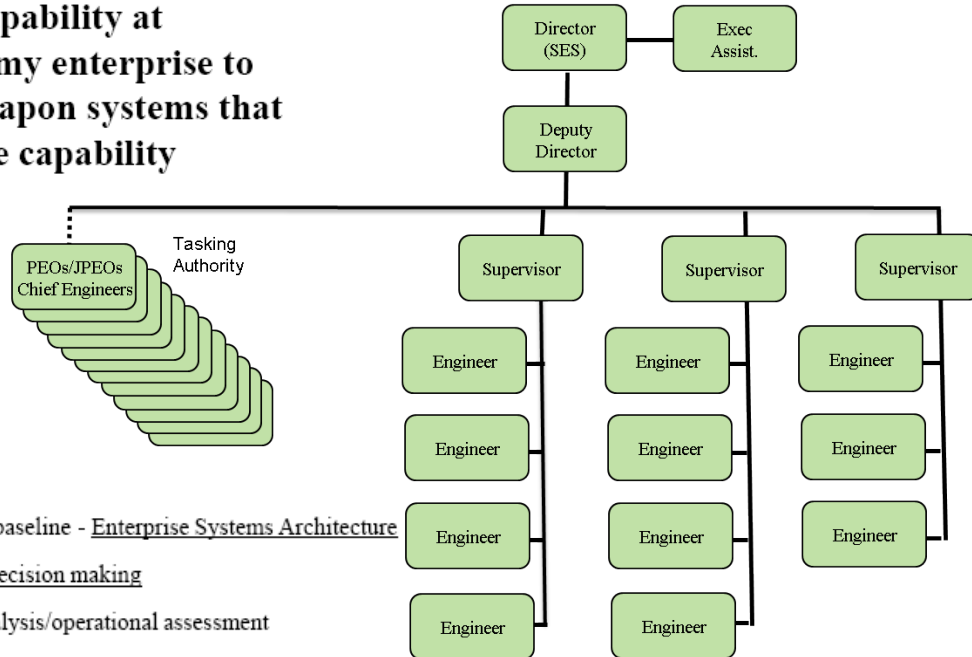 pability at
my enterprise to
apon systems that
e capability
Director
(SES)
Exec
Assist.
Deputy
Director
Tasking
Authority
PEOs/JPEOs
Chief Engineers
Supervisor
Supervisor
Supervisor
Engineer
Engineer
Engineer
Engineer
Engineer
Engineer
Engineer
Engineer
Engineer
Engineer
Engineer
baseline - Enterprise Systems Architecture
ecision making
alysis/operational assessment